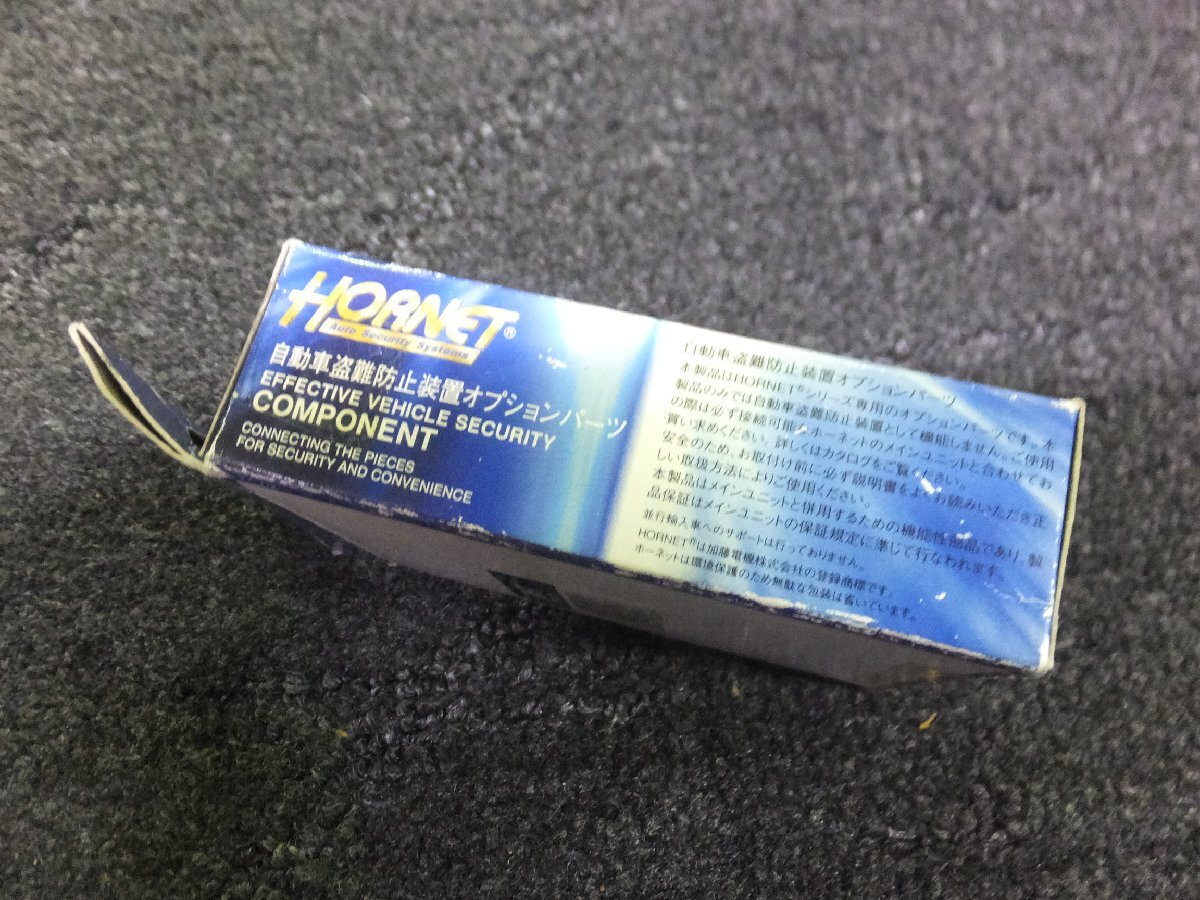 HORNET®
Auto Security Systems
自動車盗難防止装置オプションパーツ
EFFECTIVE VEHICLE SECURITY
COMPONENT
CONNECTING THE PIECES
FOR SECURITY AND CONVENIENCE
自動車盗難防止装置オプションパーツ
本製品はHORNET®シリーズ専用のオプションパーツです。本
製品のみでは自動車盗難防止装置として機能しません。ご使用
の際は必ず接続可能なホーネットのメインユニットと合わせてお
買い求めください。詳しくはカタログをご覧ください。
安全のため、お取付け前に必ず説明書をよくお読みいただき正
しい取扱方法によりご使用ください。
本製品はメインユニットと併用するための機能性部品であり、製
品保証はメインユニットの保証規定に準じて行なわれます。
並行輸入車へのサポートは行っておりません。
HORNET®は加藤電機株式会社の登録商標です。
ホーネットは環境保護のため無駄な包装は省いています。